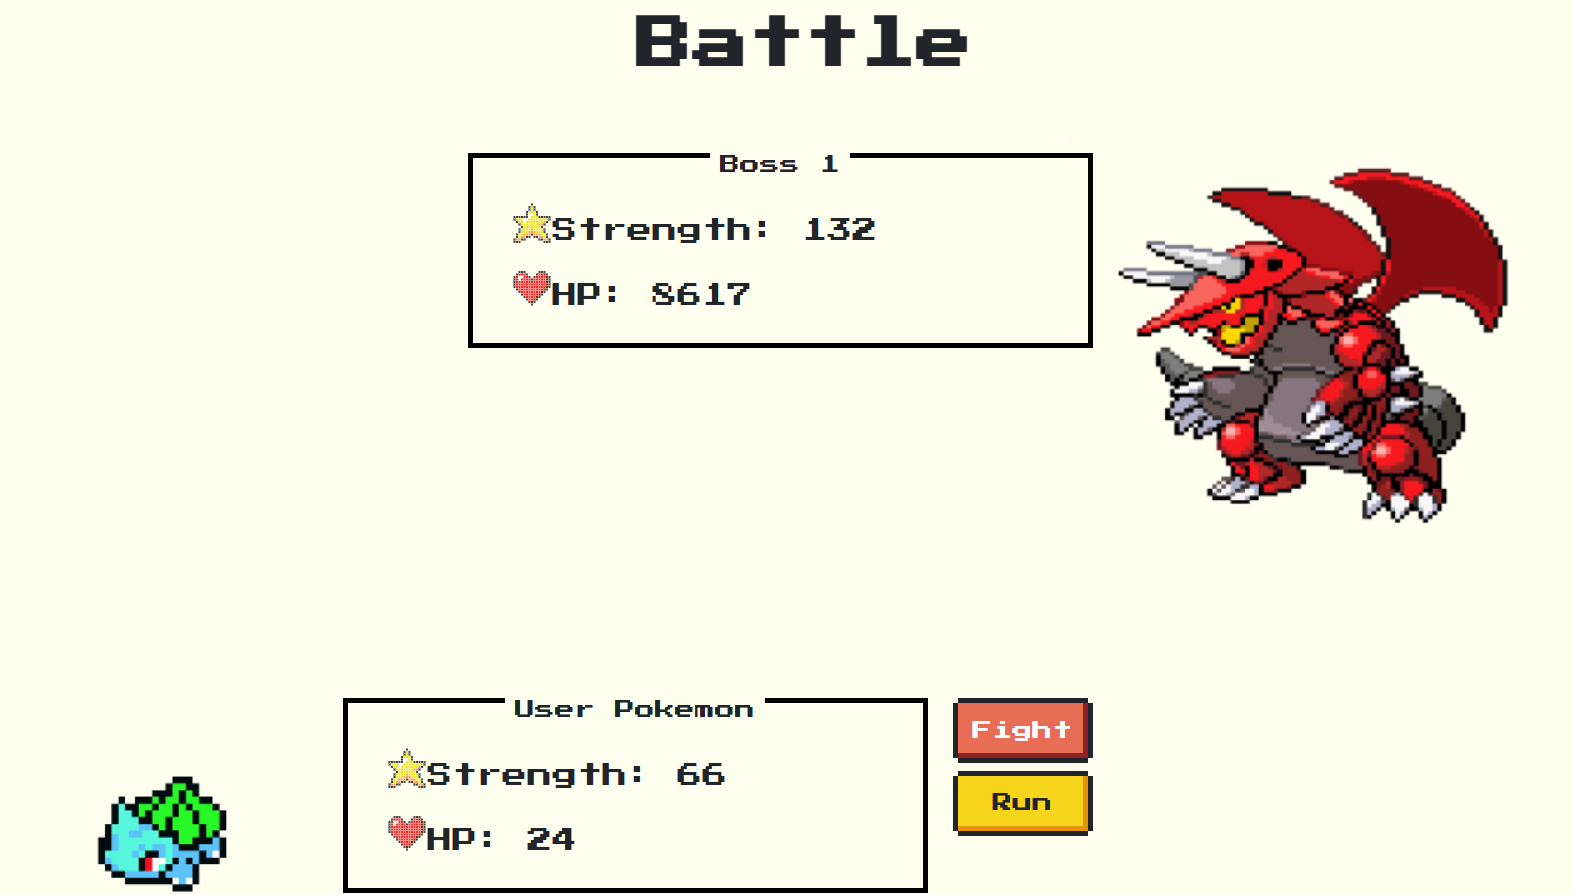 Battle
Boss 1
Strength: 132
HP: 8617
User Pokemon
Strength: 66
HP: 24
Fight
Run